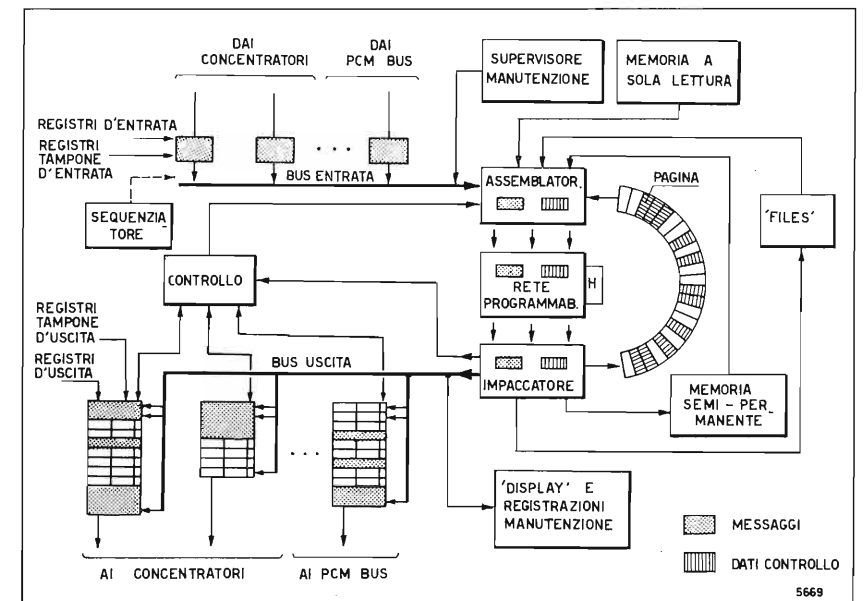 DAI
CONCENTRATORI
DAI
PCM BUS
SUPERVISORE
MANUTENZIONE
MEMORIA A
SOLA LETTURA
REGISTRI D'ENTRATA
REGISTRI
TAMPONE
D'ENTRATA
BUS ENTRATA
SEQUENZIA-
TORE
ASSEMBLATOR.
PAGINA
'FILES'
CONTROLLO
RETE
PROGRAMMAB.
H
REGISTRI
TAMPONE
D'USCITA
REGISTRI
D'USCITA
BUS USCITA
IMPACCATORE
MEMORIA
SEMI-PER_
MANENTE
'DISPLAY' E
REGISTRAZIONI
MANUTENZIONE
MESSAGGI
DATI CONTROLLO
AI CONCENTRATORI
AI PCM BUS
5669